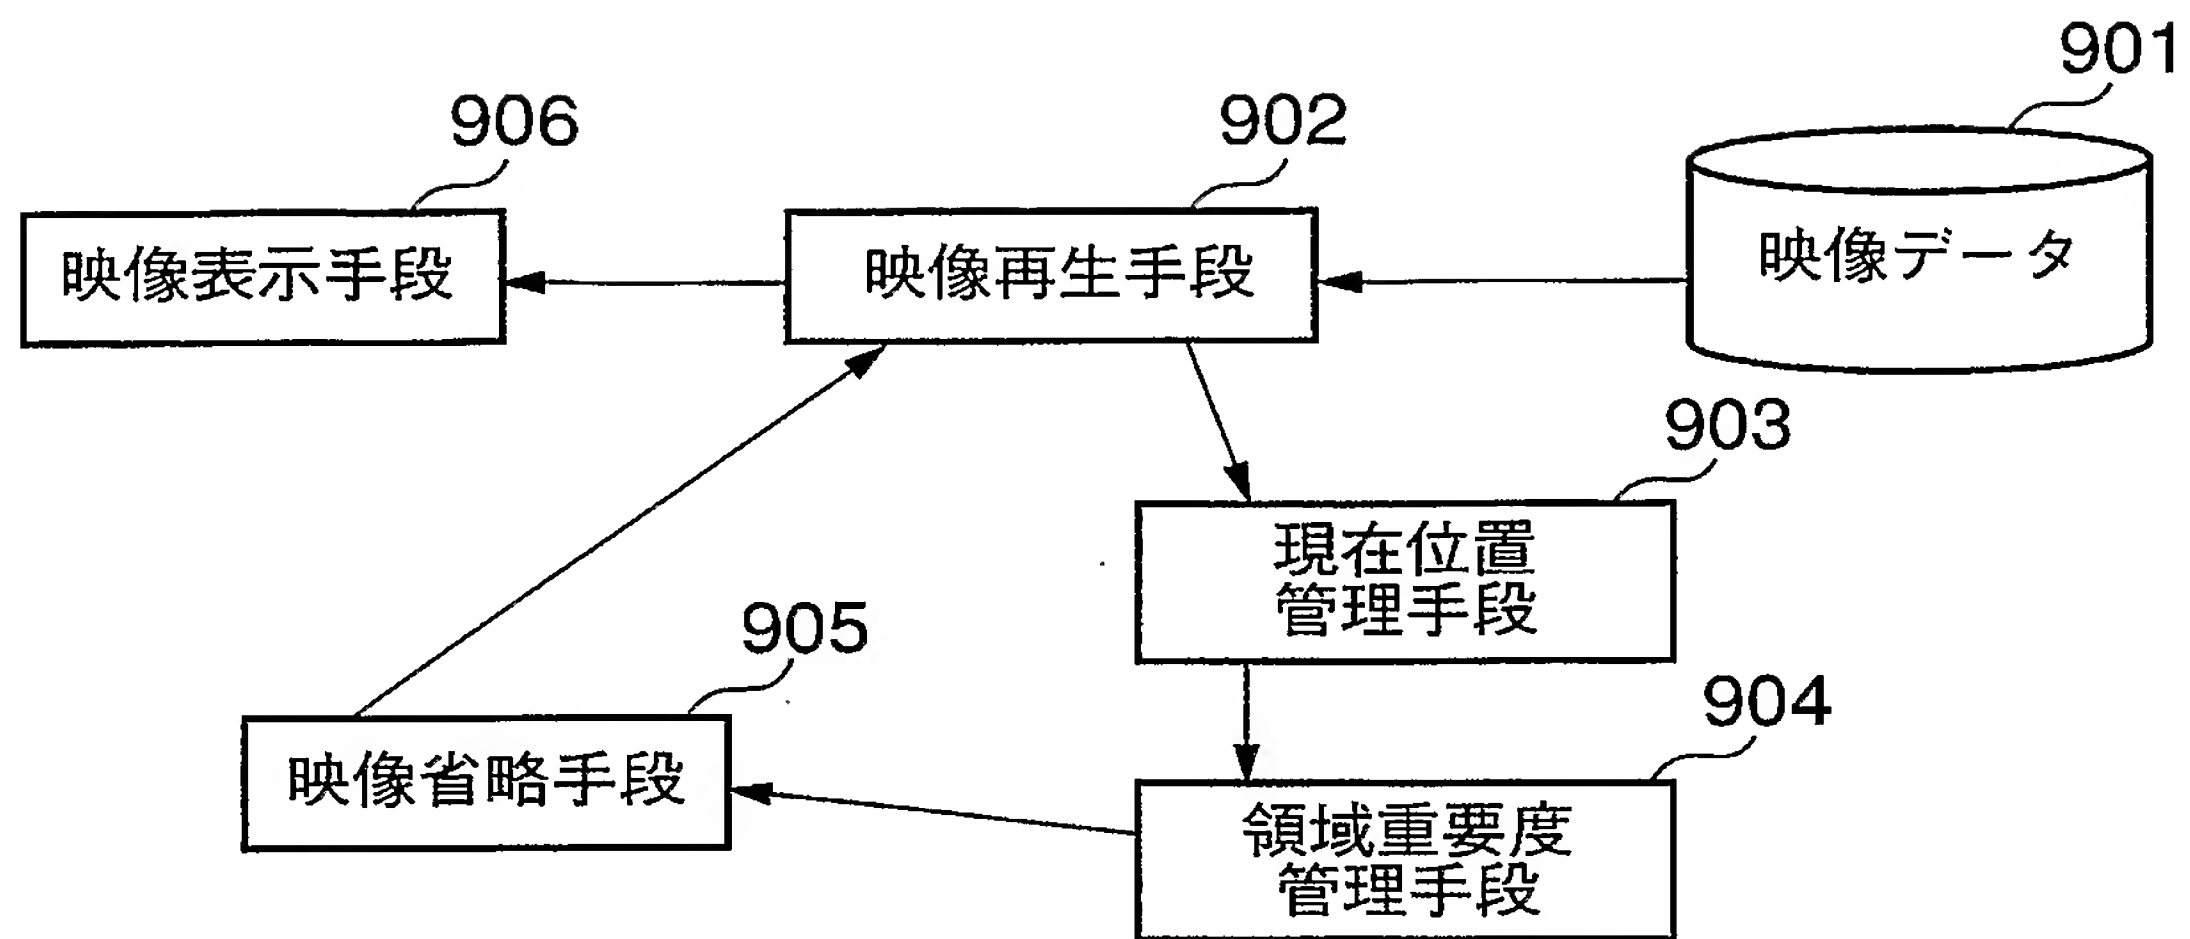 901
906
902
映像表示手段
映像再生手段
映像データ
903
現在位置
管理手段
905
904
映像省略手段
領域重要度
管理手段